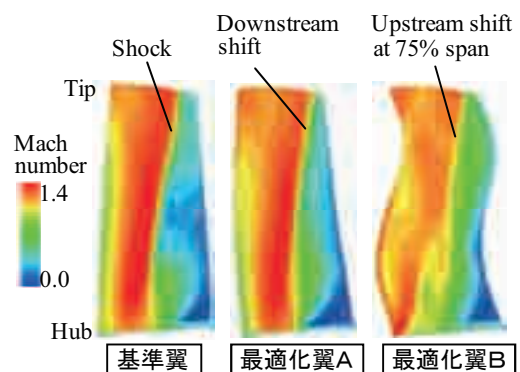 Shock
Downstream
shift
Upstream shift
at 75% span
Tip
Mach
number
1.4
0.0
Hub
基準翼
最適化翼A
最適化翼B